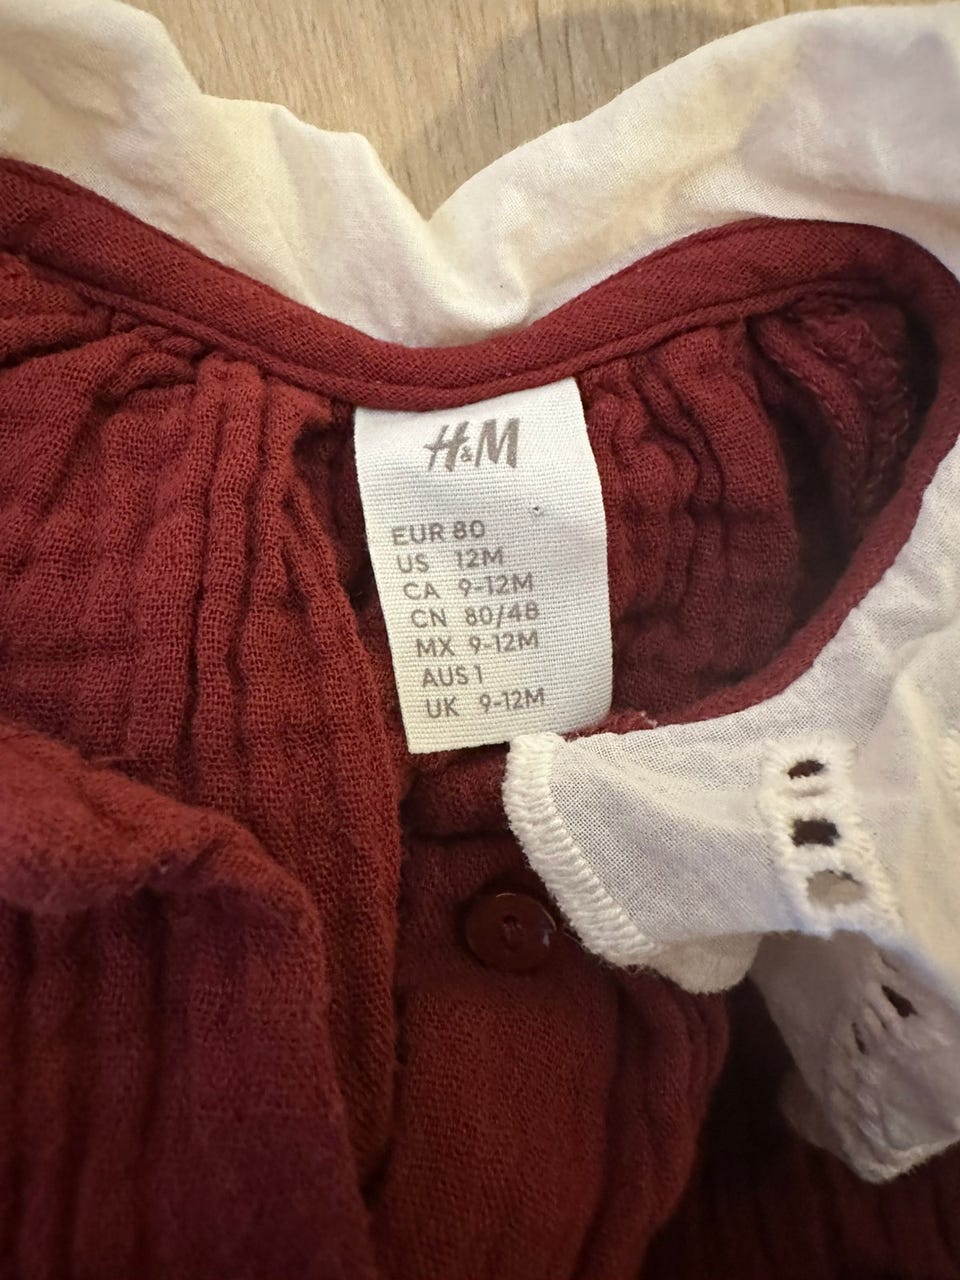 H&M
EUR 80
US 12M
CA 9-12M
CN 80/48
MX 9-12M
AUS 1
UK 9-12M